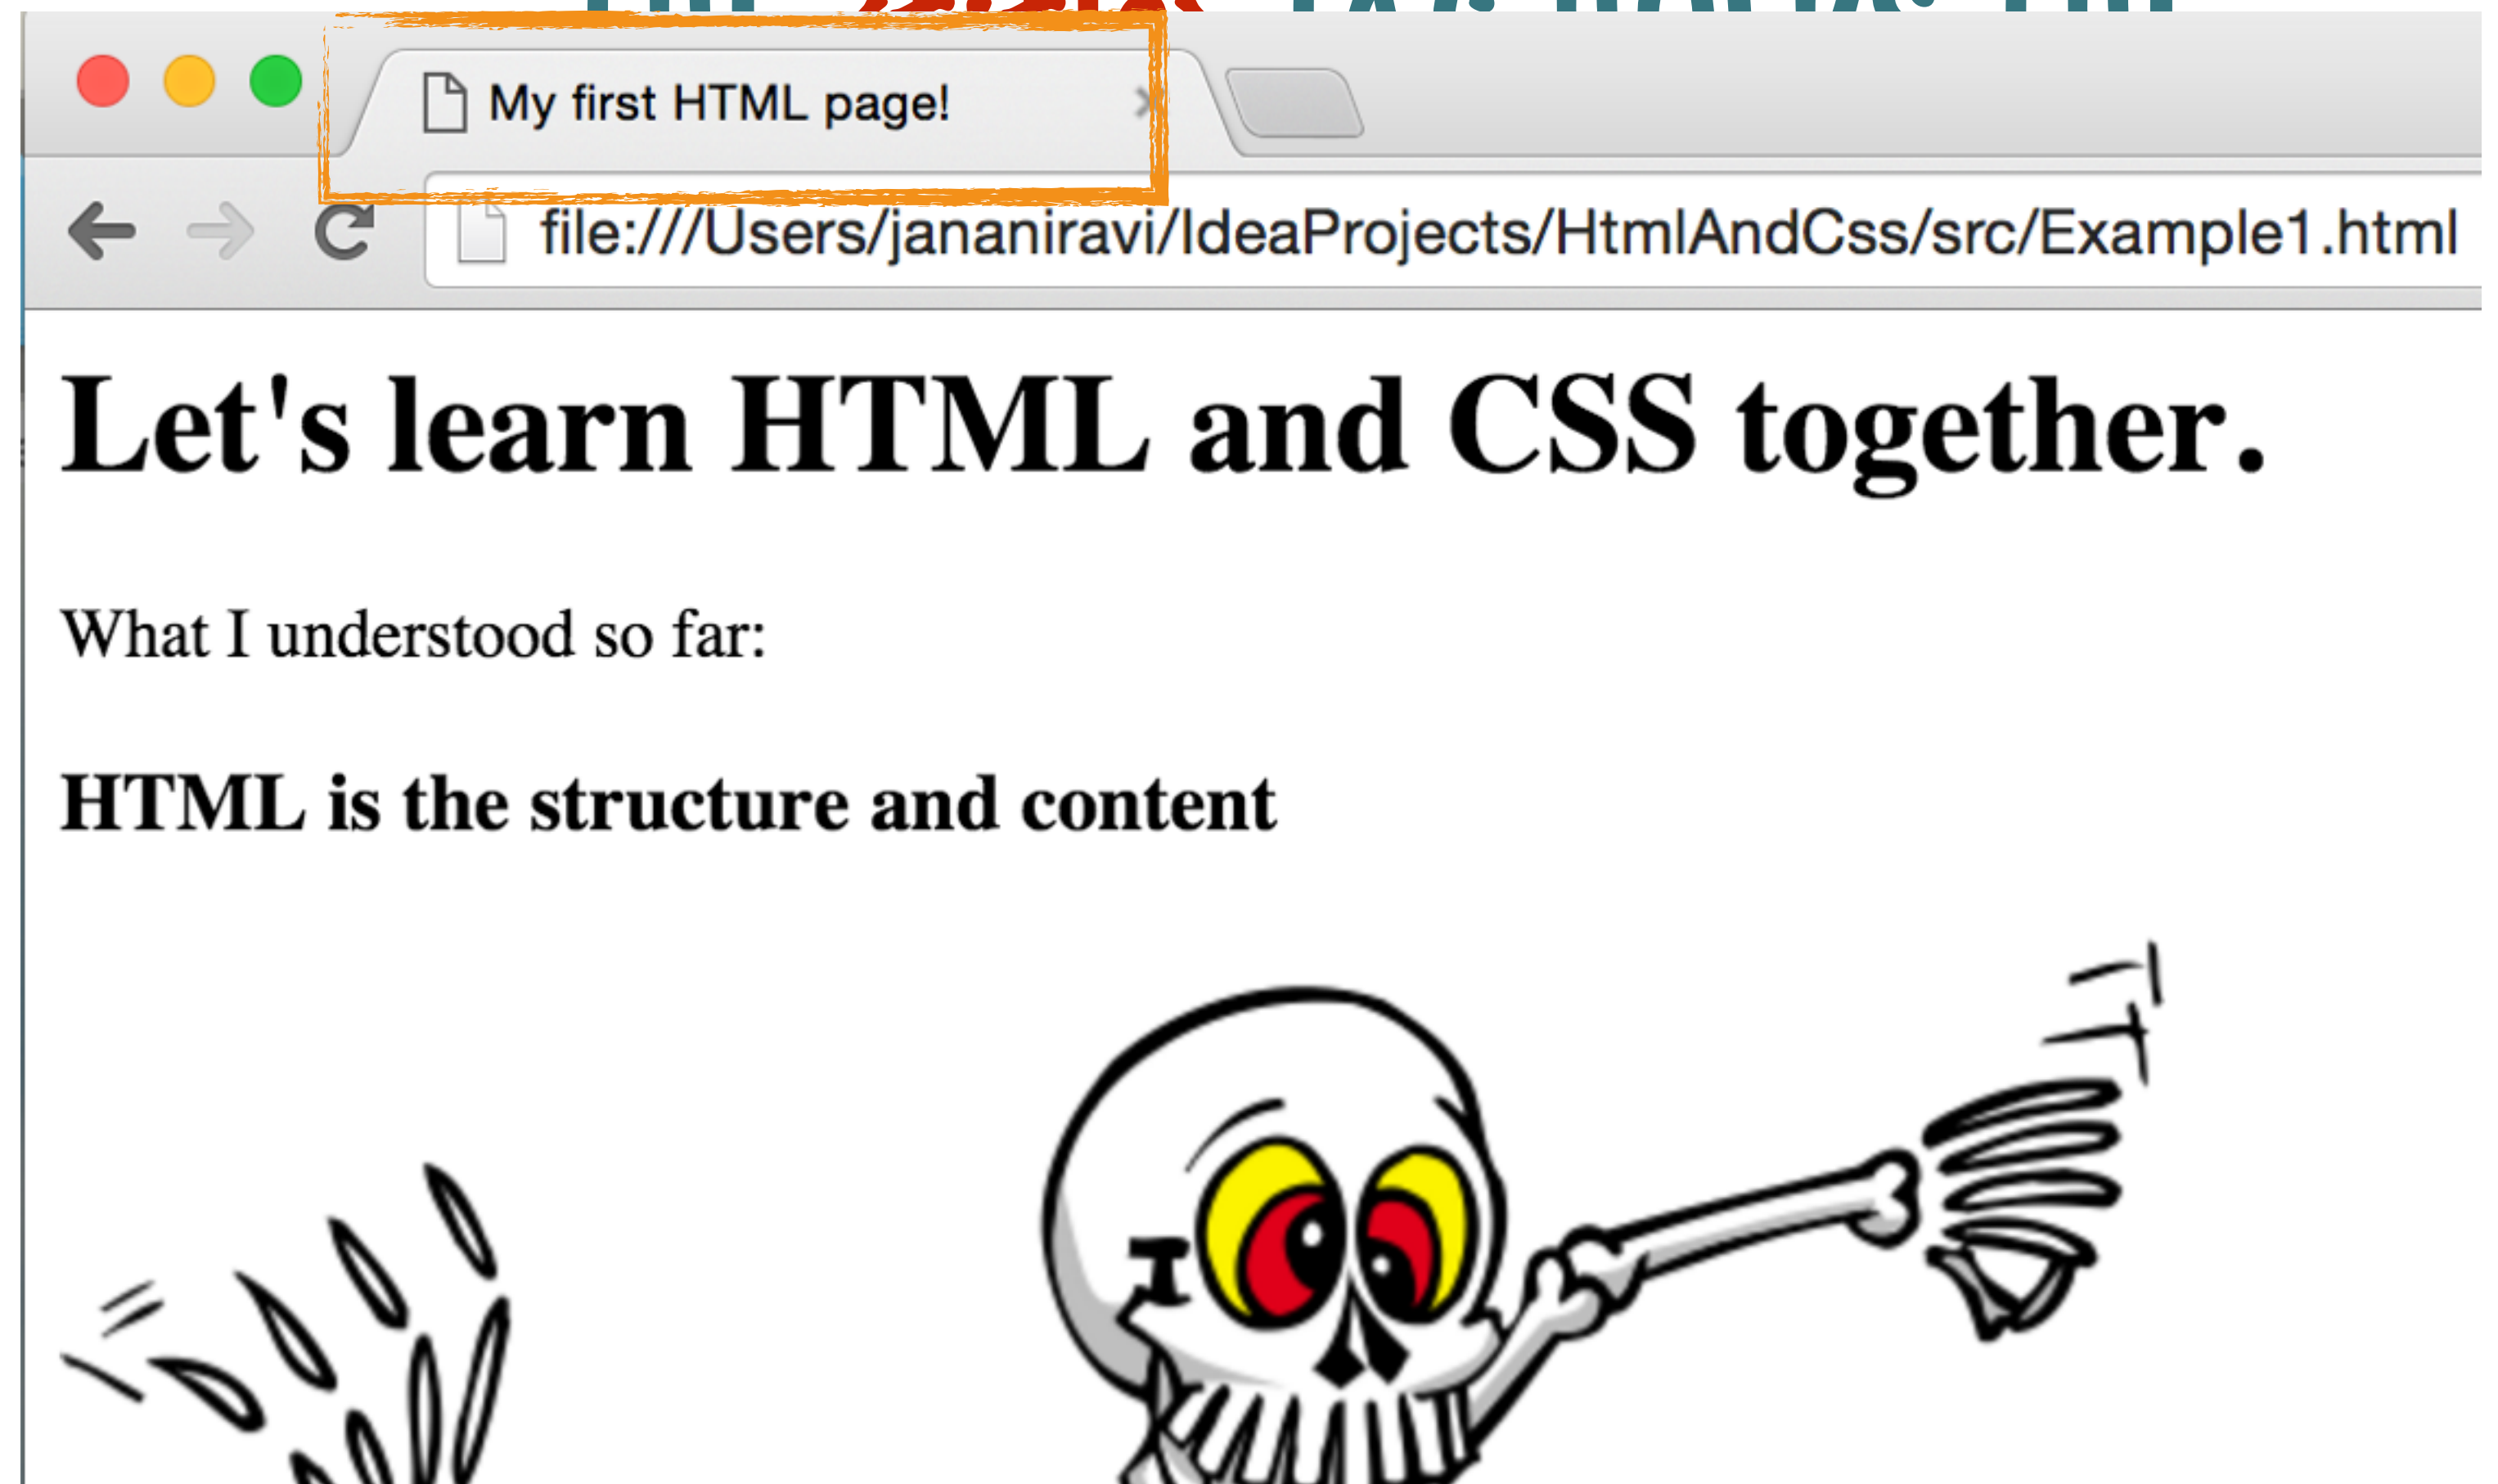 My first HTML page!
file:///Users/jananiravi/IdeaProjects/HtmlAndCss/src/Example1.html
Let's learn HTML and CSS together.
What I understood so far:
HTML is the structure and content